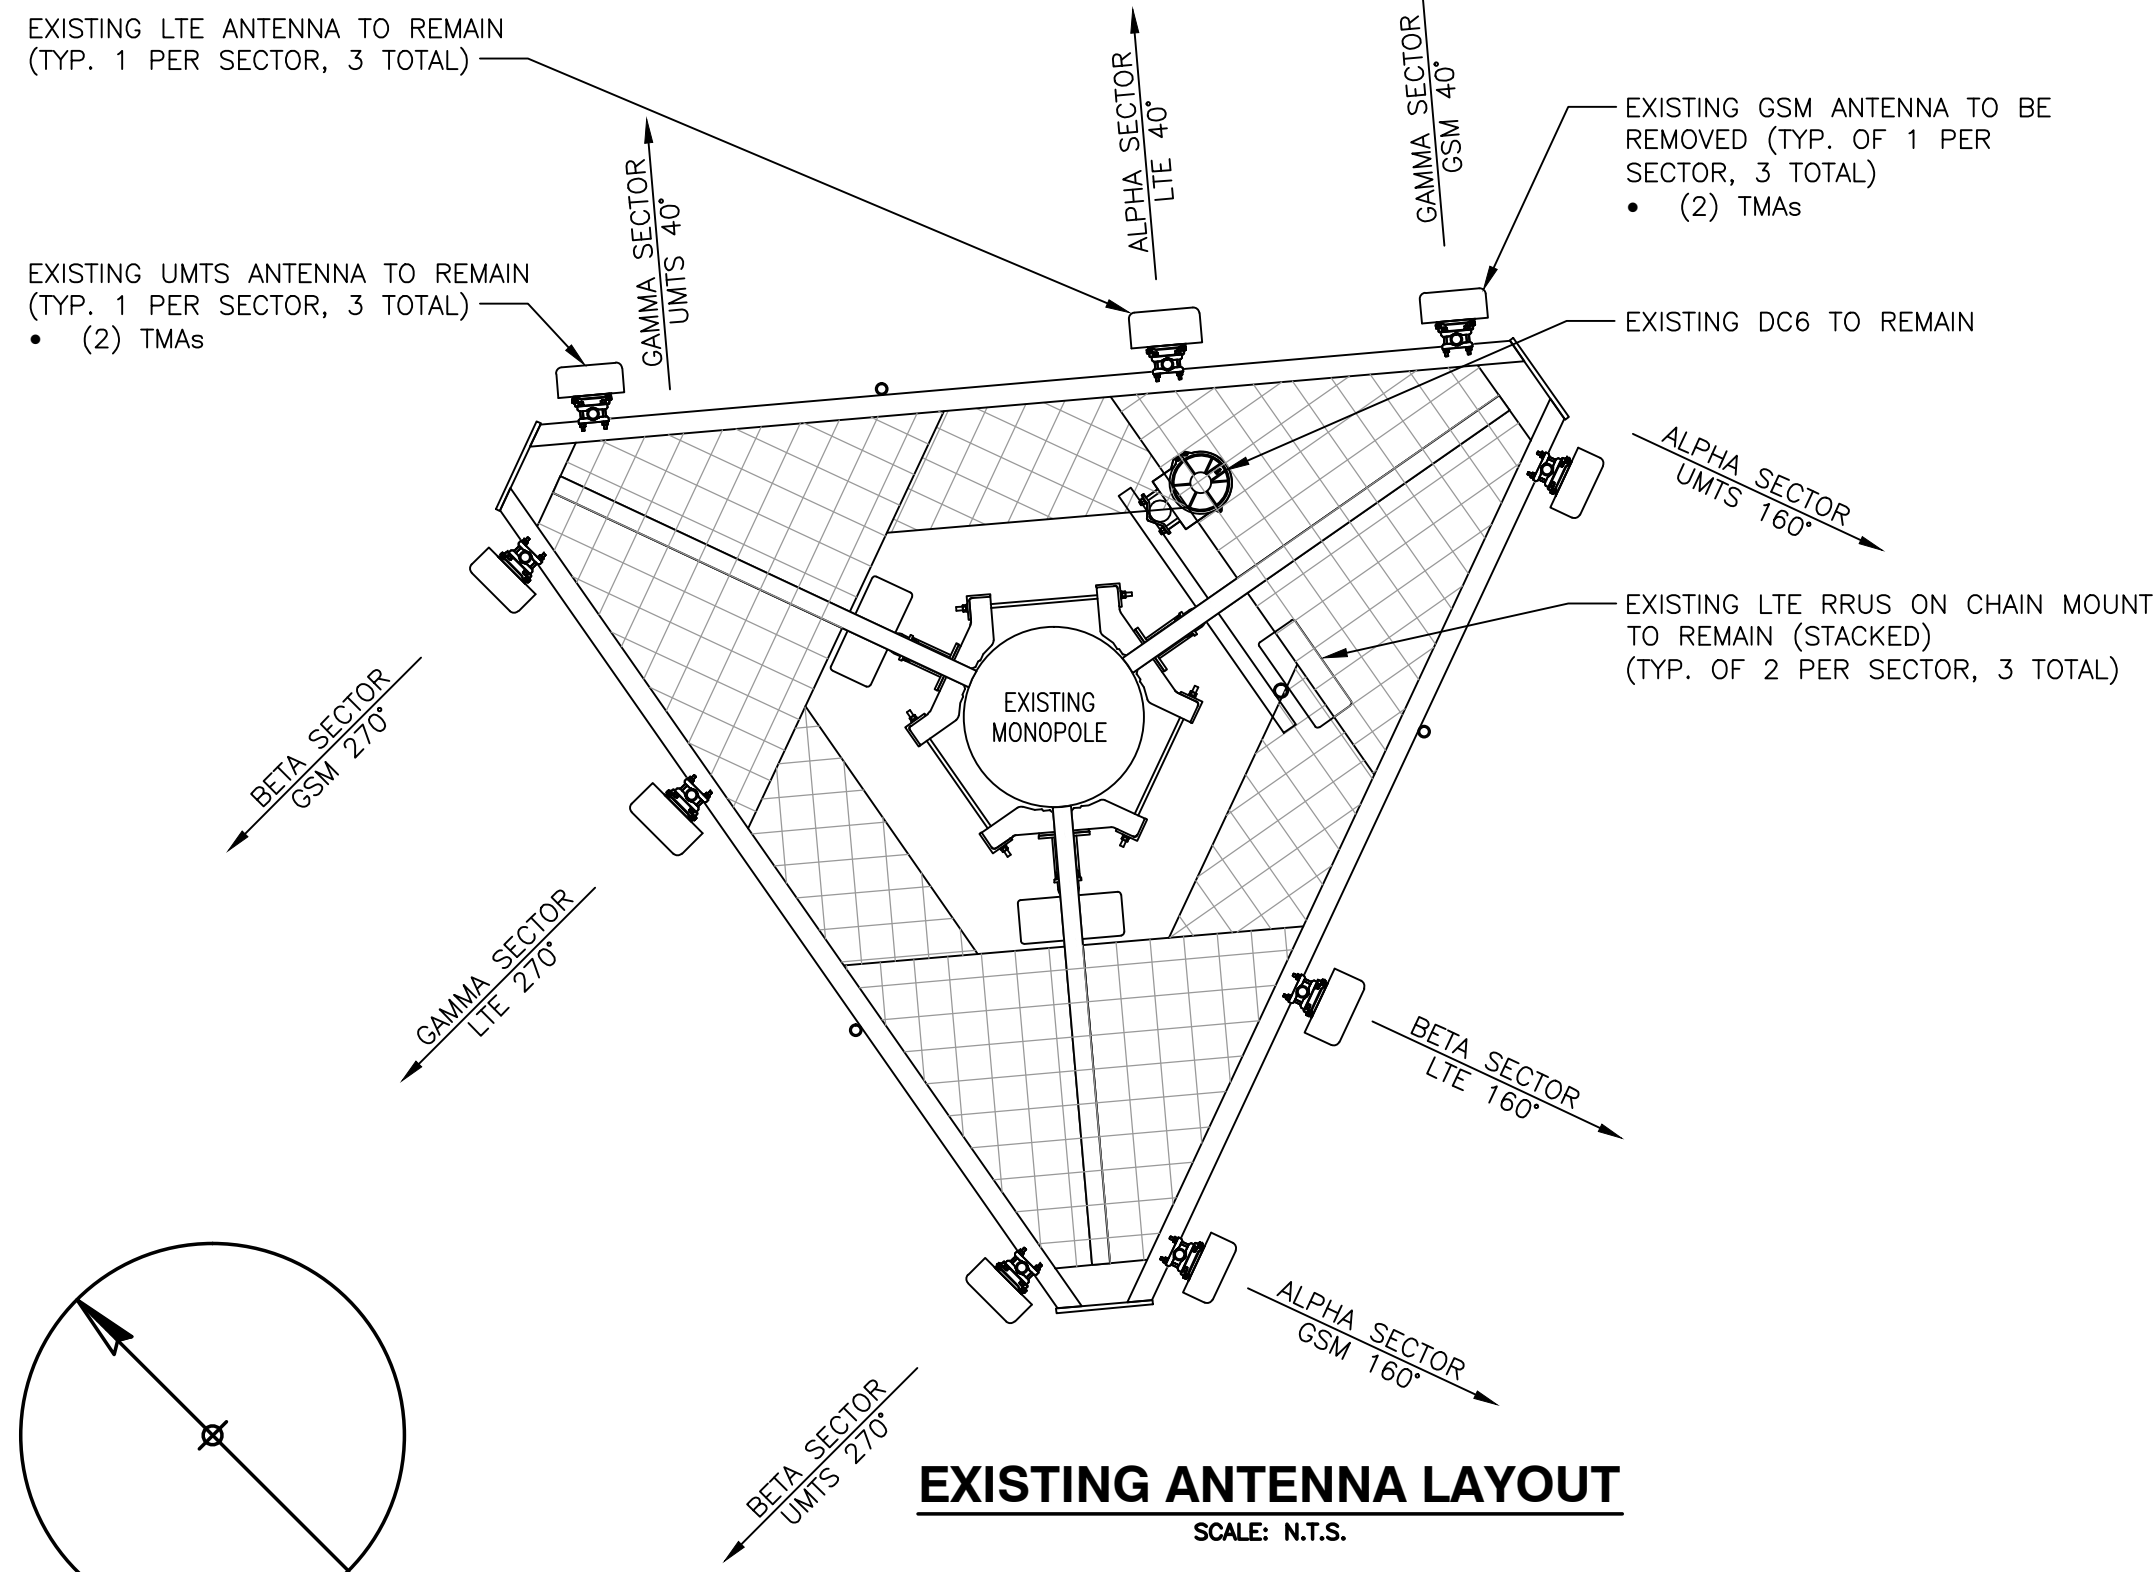 EXISTING LTE ANTENNA TO REMAIN
(TYP. 1 PER SECTOR, 3 TOTAL)
ALPHA SECTOR
LTE 40°
GAMMA SECTOR
GSM 40°
EXISTING GSM ANTENNA TO BE
REMOVED (TYP. OF 1 PER
SECTOR, 3 TOTAL)
• (2) TMAs
GAMMA SECTOR
UMTS 40°
EXISTING UMTS ANTENNA TO REMAIN
(TYP. 1 PER SECTOR, 3 TOTAL)
• (2) TMAs
EXISTING DC6 TO REMAIN
ALPHA SECTOR
UMTS 160°
EXISTING LTE RRUS ON CHAIN MOUNT
TO REMAIN (STACKED)
(TYP. OF 2 PER SECTOR, 3 TOTAL)
EXISTING
MONOPOLE
BETA SECTOR
GSM 270°
GAMMA SECTOR
LTE 270°
BETA SECTOR
LTE 160°
ALPHA SECTOR
GSM 160°
BETA SECTOR
UMTS 270°
EXISTING ANTENNA LAYOUT
SCALE: N.T.S.